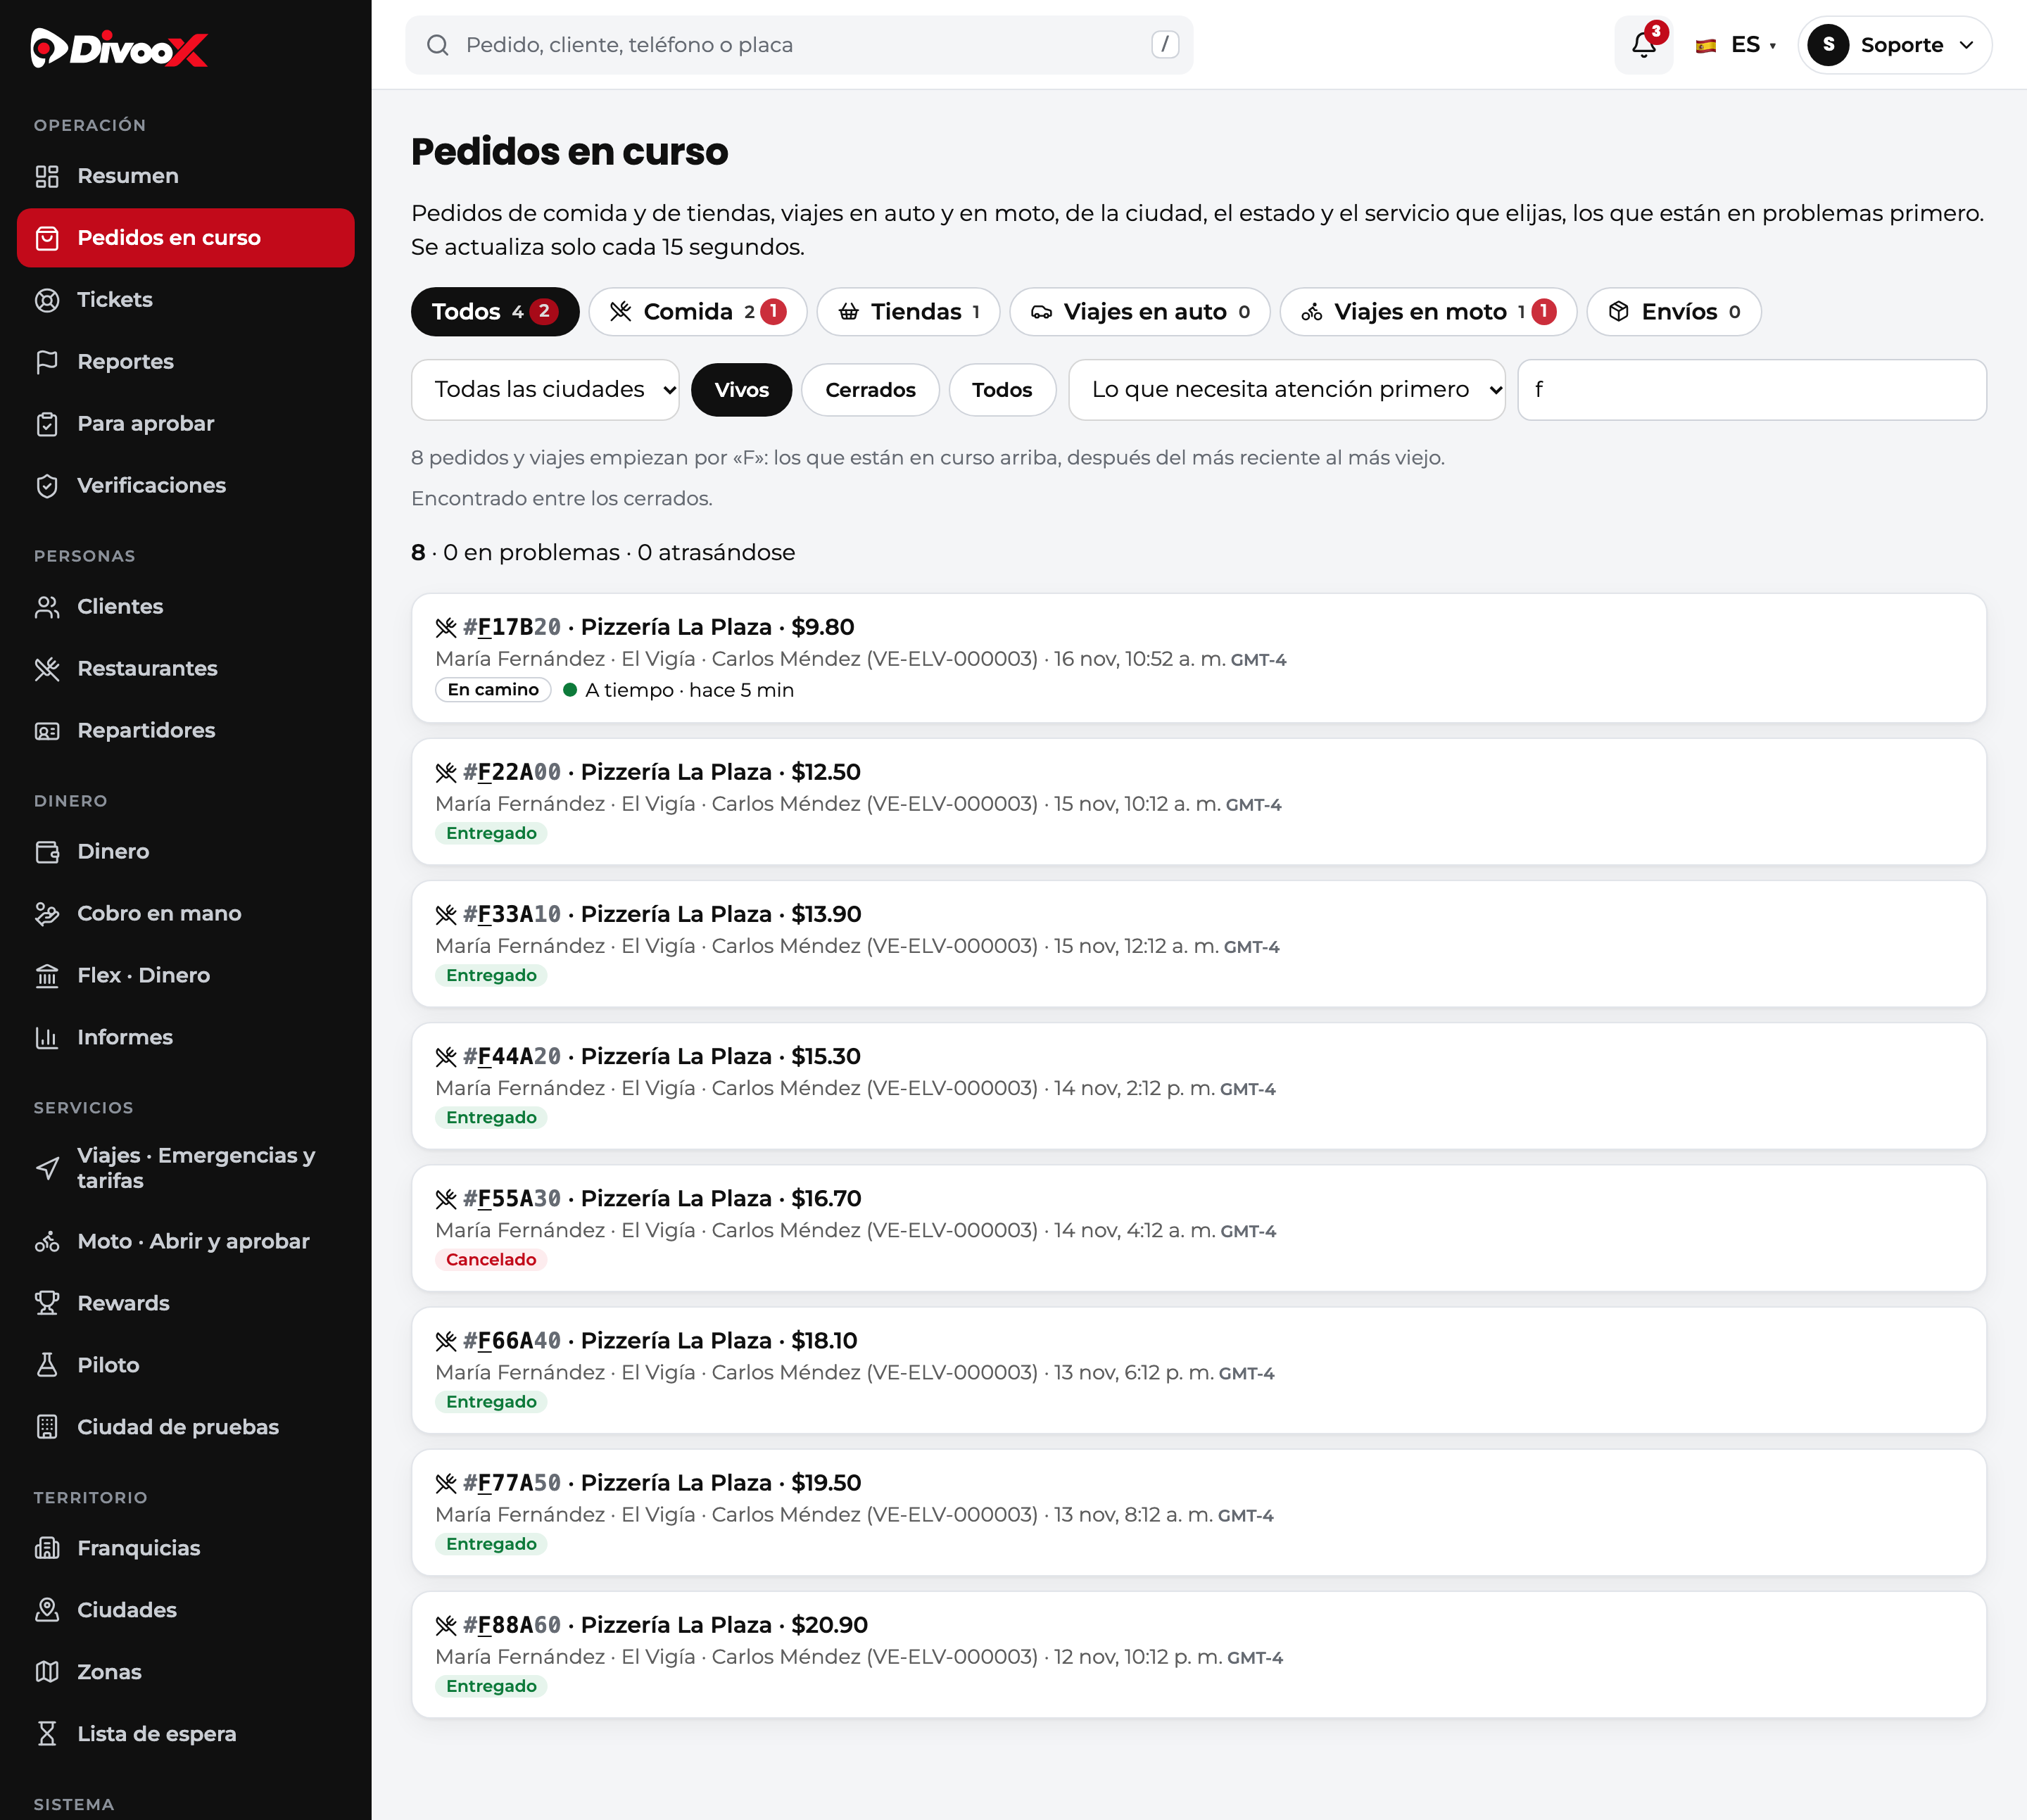 DivooX
OPERACIÓN
Resumen
Pedidos en curso
Tickets
Reportes
Para aprobar
Verificaciones
PERSONAS
Clientes
Restaurantes
Repartidores
DINERO
Dinero
Cobro en mano
Flex · Dinero
Informes
SERVICIOS
Viajes · Emergencias y
tarifas
Moto · Abrir y aprobar
Rewards
Piloto
Ciudad de pruebas
TERRITORIO
Franquicias
Ciudades
Zonas
Lista de espera
SISTEMA
Pedido, cliente, teléfono o placa /
3 ES S Soporte
Pedidos en curso
Pedidos de comida y de tiendas, viajes en auto y en moto, de la ciudad, el estado y el servicio que elijas, los que están en problemas primero.
Se actualiza solo cada 15 segundos.
Todos 4 2 Comida 2 1 Tiendas 1 Viajes en auto 0 Viajes en moto 1 1 Envíos 0
Todas las ciudades Vivos Cerrados Todos Lo que necesita atención primero f
8 pedidos y viajes empiezan por «F»: los que están en curso arriba, después del más reciente al más viejo.
Encontrado entre los cerrados.
8 · 0 en problemas · 0 atrasándose
#F17B20 · Pizzería La Plaza · $9.80
María Fernández · El Vigía · Carlos Méndez (VE-ELV-000003) · 16 nov, 10:52 a. m. GMT-4
En camino A tiempo · hace 5 min
#F22A00 · Pizzería La Plaza · $12.50
María Fernández · El Vigía · Carlos Méndez (VE-ELV-000003) · 15 nov, 10:12 a. m. GMT-4
Entregado
#F33A10 · Pizzería La Plaza · $13.90
María Fernández · El Vigía · Carlos Méndez (VE-ELV-000003) · 15 nov, 12:12 a. m. GMT-4
Entregado
#F44A20 · Pizzería La Plaza · $15.30
María Fernández · El Vigía · Carlos Méndez (VE-ELV-000003) · 14 nov, 2:12 p. m. GMT-4
Entregado
#F55A30 · Pizzería La Plaza · $16.70
María Fernández · El Vigía · Carlos Méndez (VE-ELV-000003) · 14 nov, 4:12 a. m. GMT-4
Cancelado
#F66A40 · Pizzería La Plaza · $18.10
María Fernández · El Vigía · Carlos Méndez (VE-ELV-000003) · 13 nov, 6:12 p. m. GMT-4
Entregado
#F77A50 · Pizzería La Plaza · $19.50
María Fernández · El Vigía · Carlos Méndez (VE-ELV-000003) · 13 nov, 8:12 a. m. GMT-4
Entregado
#F88A60 · Pizzería La Plaza · $20.90
María Fernández · El Vigía · Carlos Méndez (VE-ELV-000003) · 12 nov, 10:12 p. m. GMT-4
Entregado